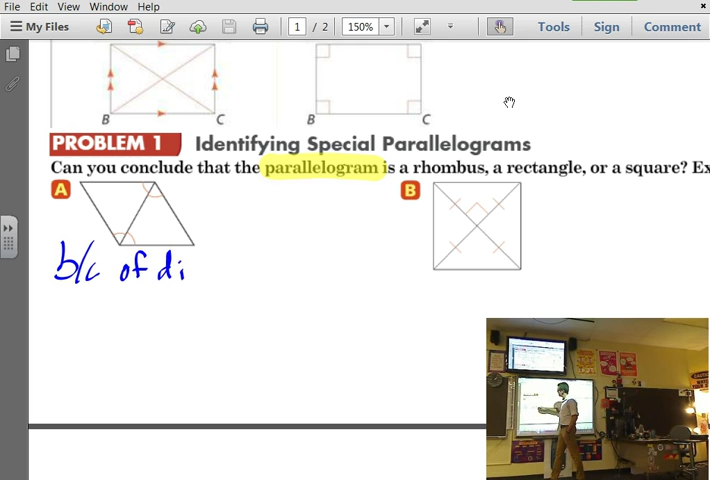 File Edit View Window Help
My Files 1 / 2 150% Tools Sign Comment
B C B C
PROBLEM 1 Identifying Special Parallelograms
Can you conclude that the parallelogram is a rhombus, a rectangle, or a square? Ex
A B
b/c of di